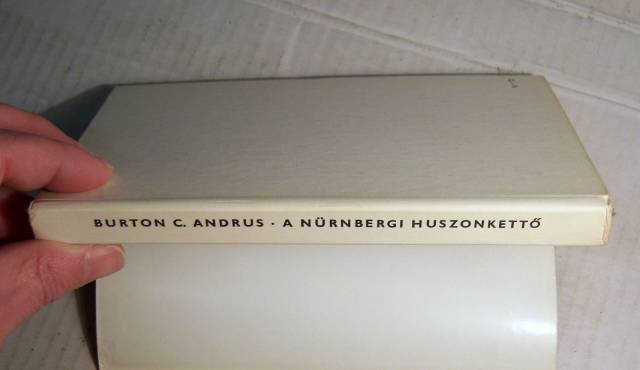 BURTON C. ANDRUS · A NÜRNBERGI HUSZONKETTŐ